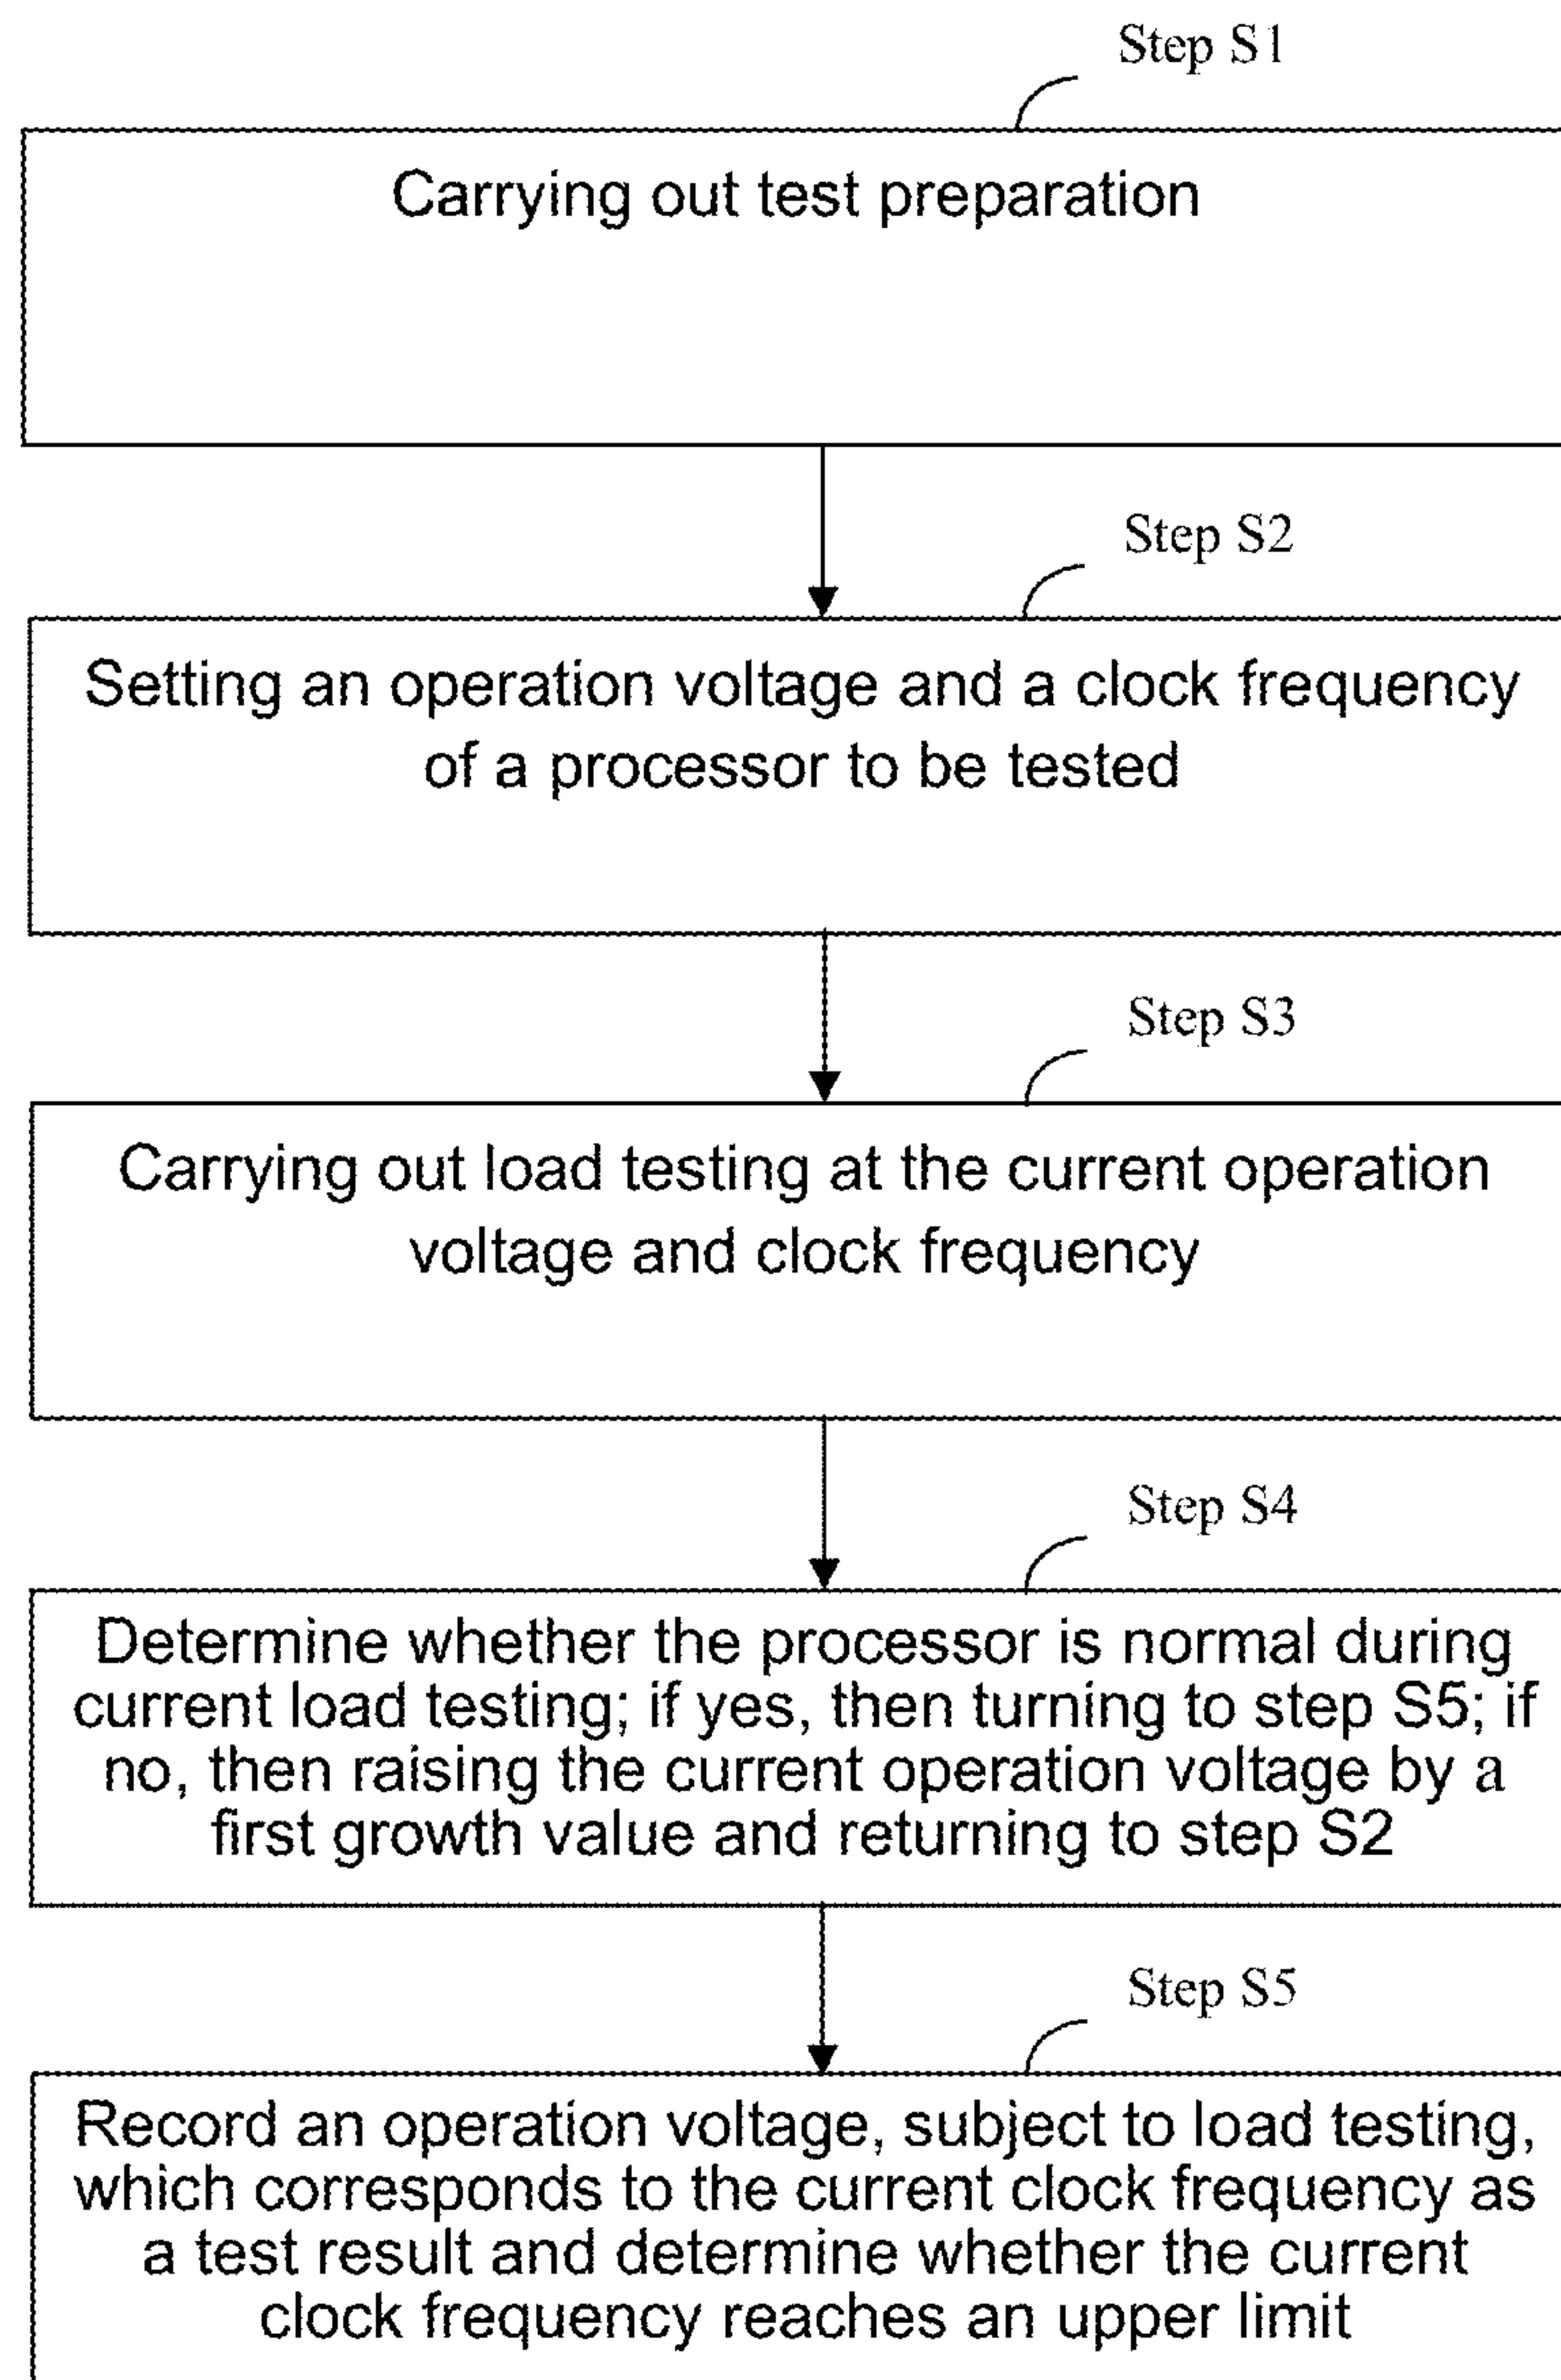 Step S1
Carrying out test preparation
Step S2
Setting an operation voltage and a clock frequency
of a processor to be tested
Step S3
Carrying out load testing at the current operation
voltage and clock frequency
Step S4
Determine whether the processor is normal during
current load testing; if yes, then turning to step S5; if
no, then raising the current operation voltage by a
first growth value and returning to step S2
Step S5
Record an operation voltage, subject to load testing,
which corresponds to the current clock frequency as
a test result and determine whether the current
clock frequency reaches an upper limit